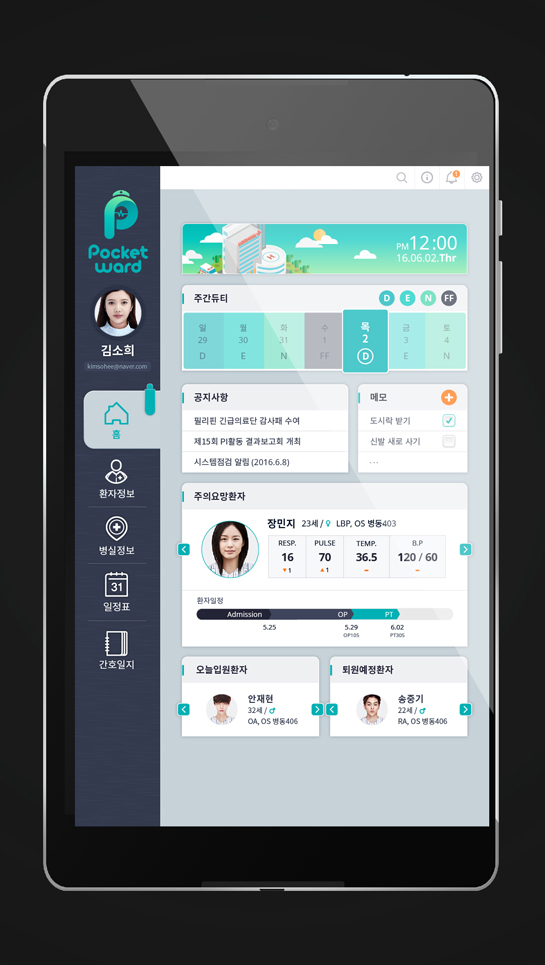 Pocket
ward
김소희
kimsohee@naver.com
홈
환자정보
병실정보
31
일정표
간호일지
1
PM 12:00
16.06.02.Thr
주간듀티
D E N FF
일 월 화 수 목 금 토
29 30 31 1 2 3 4
D E N FF D E N
공지사항
필리핀 긴급의료단 감사패 수여
제15회 PI활동 결과보고회 개최
시스템점검 알림 (2016.6.8)
메모
도시락 받기
신발 새로 사기
...
주의요망환자
장민지 23세 / ♀ LBP, OS 병동403
RESP. PULSE TEMP. B.P
16 70 36.5 120 / 60
▼1 ▲1 - -
환자일정
Admission OP PT
5.25 5.29 6.02
OP10S PT30S
오늘입원환자
안재현
32세 / ♂
OA, OS 병동406
퇴원예정환자
송중기
22세 / ♂
RA, OS 병동406